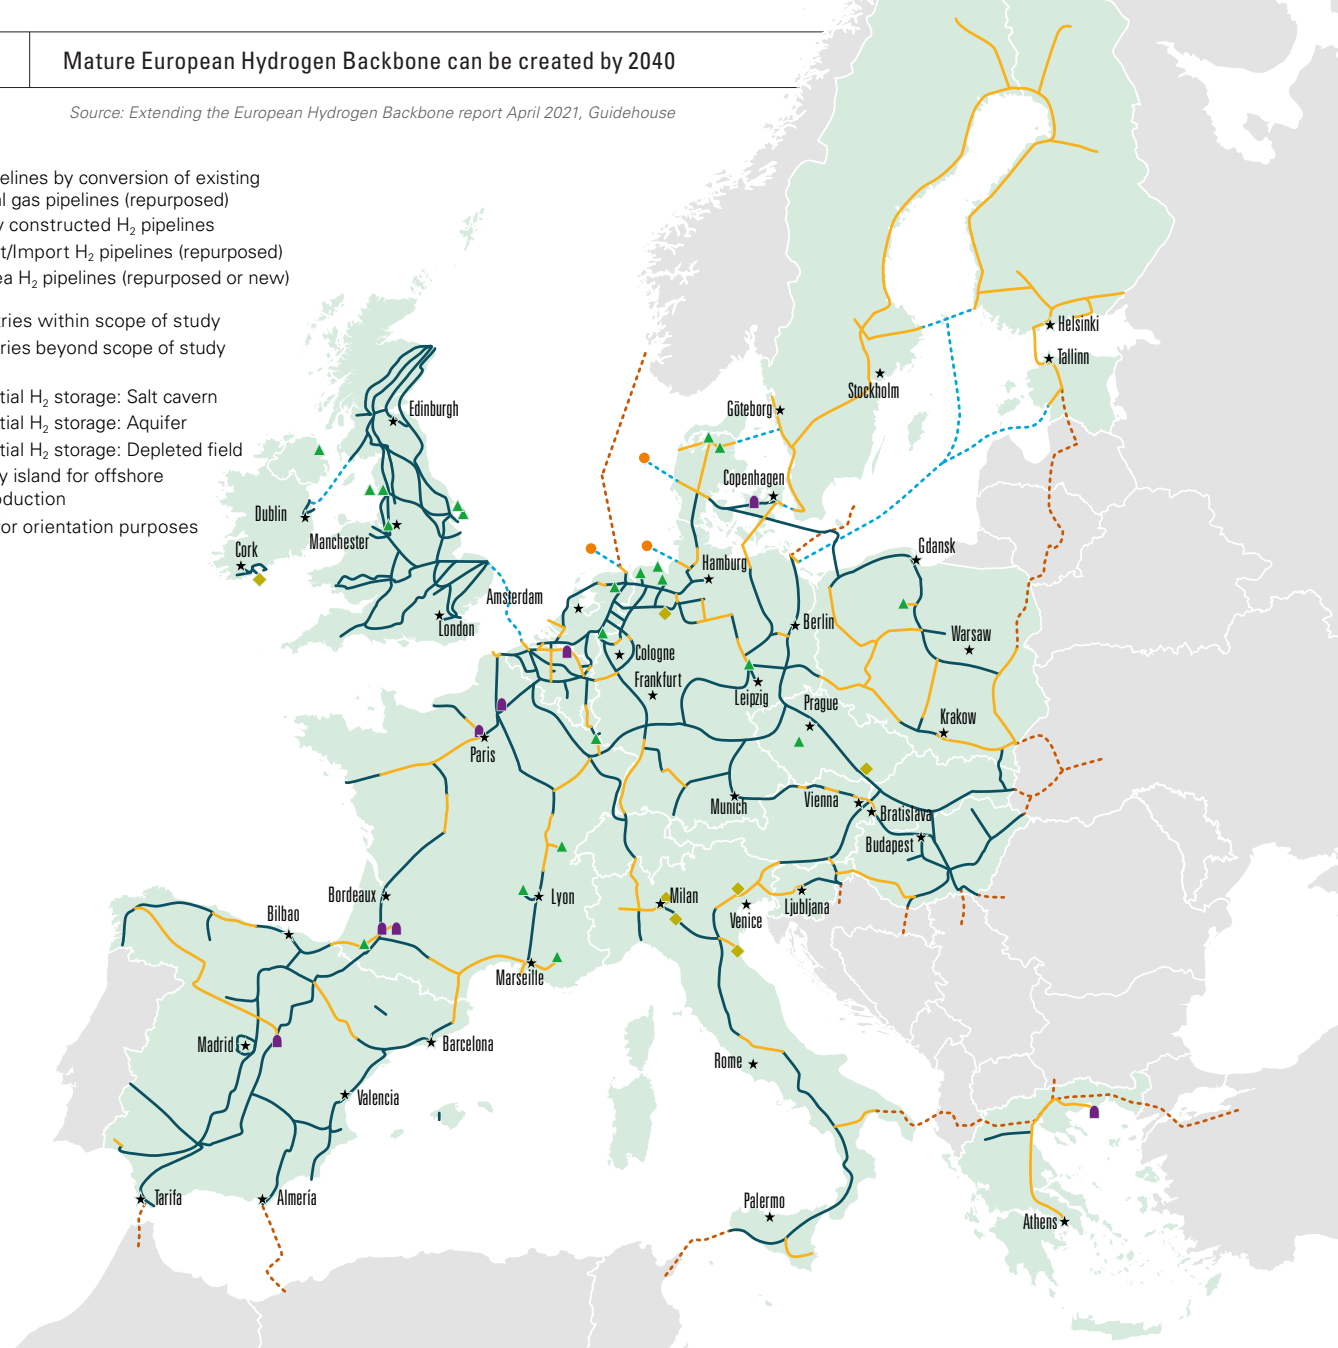 Mature European Hydrogen Backbone can be created by 2040
Source: Extending the European Hydrogen Backbone report April 2021, Guidehouse
elines by conversion of existing
l gas pipelines (repurposed)
y constructed H₂ pipelines
t/Import H₂ pipelines (repurposed)
ea H₂ pipelines (repurposed or new)
tries within scope of study
ries beyond scope of study
tial H₂ storage: Salt cavern
tial H₂ storage: Aquifer
tial H₂ storage: Depleted field
y island for offshore
oduction
or orientation purposes
Helsinki
Tallinn
Stockholm
Göteborg
Edinburgh
Copenhagen
Dublin
Manchester
Cork
Gdansk
Hamburg
Amsterdam
London
Berlin
Warsaw
Cologne
Frankfurt
Leipzig
Prague
Krakow
Paris
Munich
Vienna
Bratislava
Budapest
Bordeaux
Lyon
Milan
Venice
Ljubljana
Bilbao
Marseille
Madrid
Barcelona
Rome
Valencia
Tarifa
Almería
Palermo
Athens